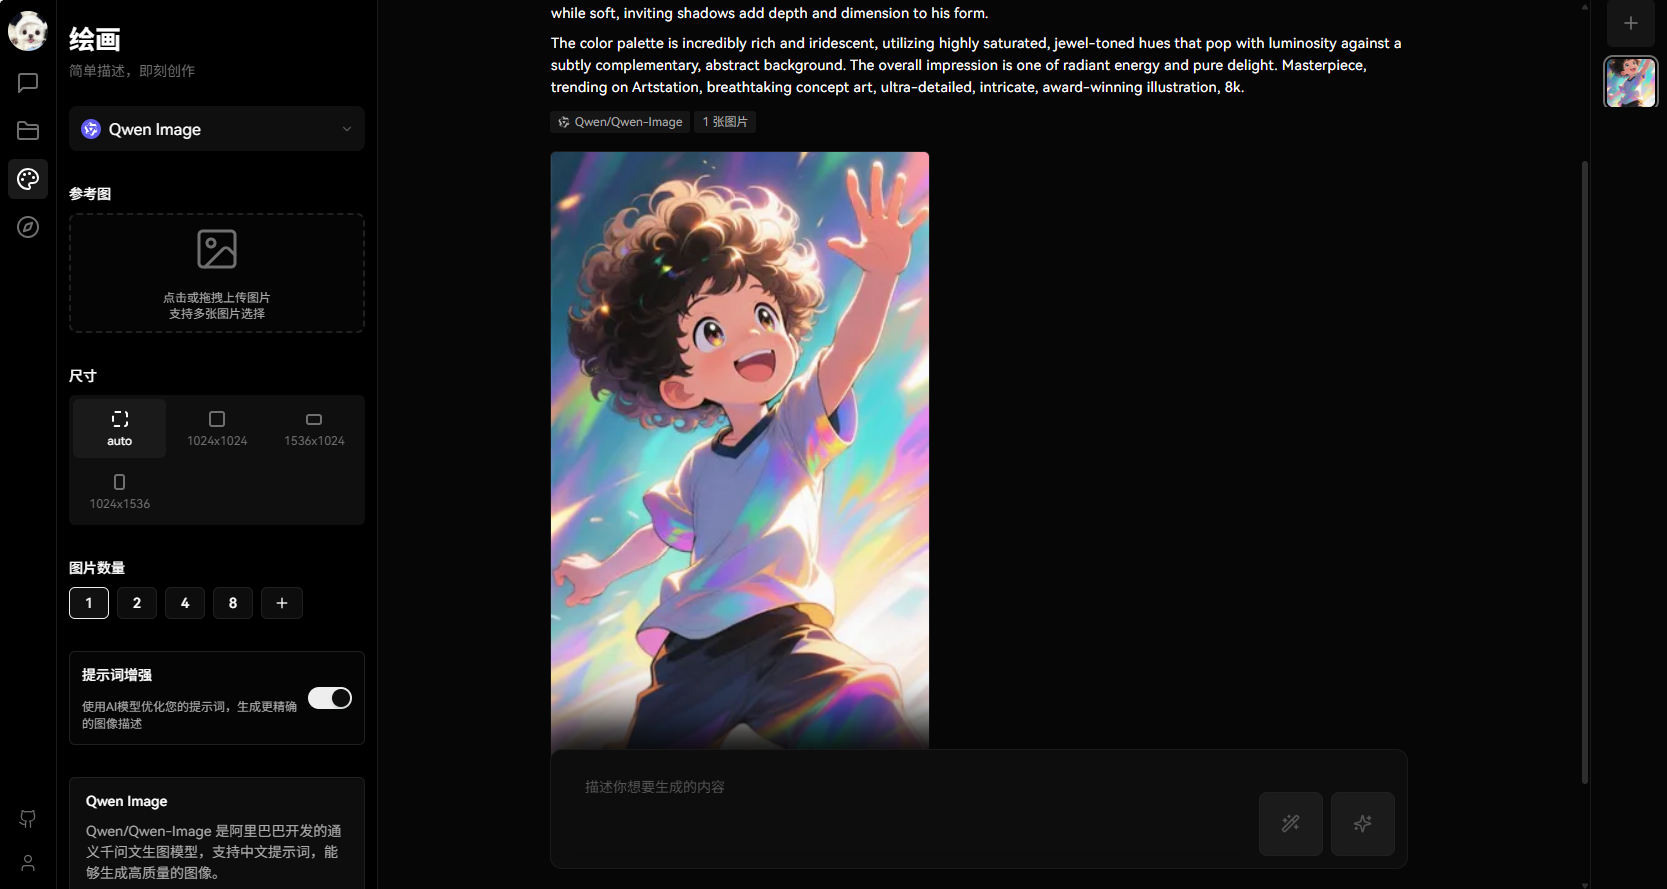 绘画
简单描述，即刻创作
Qwen Image
参考图
点击或拖拽上传图片
支持多张图片选择
尺寸
auto
1024x1024
1536x1024
1024x1536
图片数量
1
2
4
8
+
提示词增强
使用AI模型优化您的提示词，生成更精确
的图像描述
Qwen Image
Qwen/Qwen-Image 是阿里巴巴开发的通
义千问文生图模型，支持中文提示词，能
够生成高质量的图像。
while soft, inviting shadows add depth and dimension to his form.
The color palette is incredibly rich and iridescent, utilizing highly saturated, jewel-toned hues that pop with luminosity against a
subtly complementary, abstract background. The overall impression is one of radiant energy and pure delight. Masterpiece,
trending on Artstation, breathtaking concept art, ultra-detailed, intricate, award-winning illustration, 8k.
Qwen/Qwen-Image
1 张图片
描述你想要生成的内容